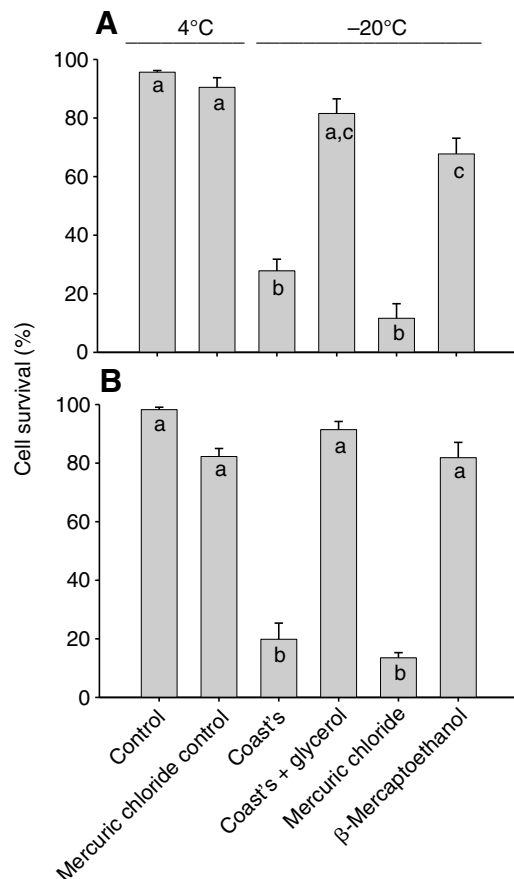 A
4°C
–20°C
100
80
60
40
20
0
a
a
b
a,c
b
c
Cell survival (%)
B
100
80
60
40
20
0
a
a
b
a
b
a
Control
Mercuric chloride control
Coast's
Coast's + glycerol
Mercuric chloride
β-Mercaptoethanol